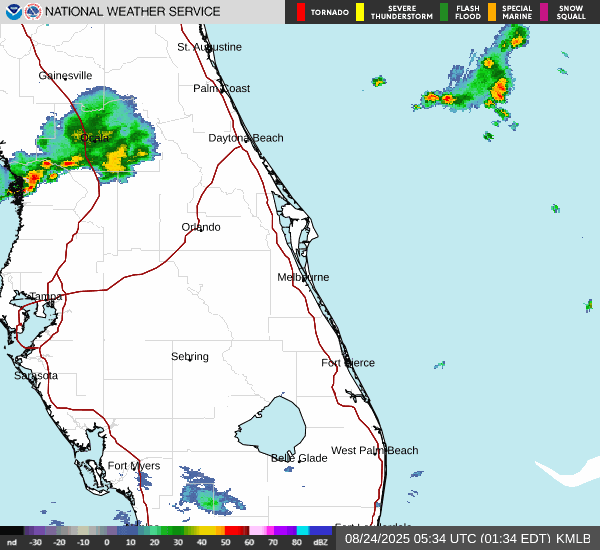 NATIONAL WEATHER SERVICE
TORNADO
SEVERE
THUNDERSTORM
FLASH
FLOOD
SPECIAL
MARINE
SNOW
SQUALL
St. Augustine
Gainesville
Palm Coast
Ocala
Daytona Beach
Orlando
Melbourne
Tampa
Sebring
Fort Pierce
Sarasota
West Palm Beach
Belle Glade
Fort Myers
nd -30 -20 -10 0 10 20 30 40 50 60 70 80 dBZ
08/24/2025 05:34 UTC (01:34 EDT) KMLB